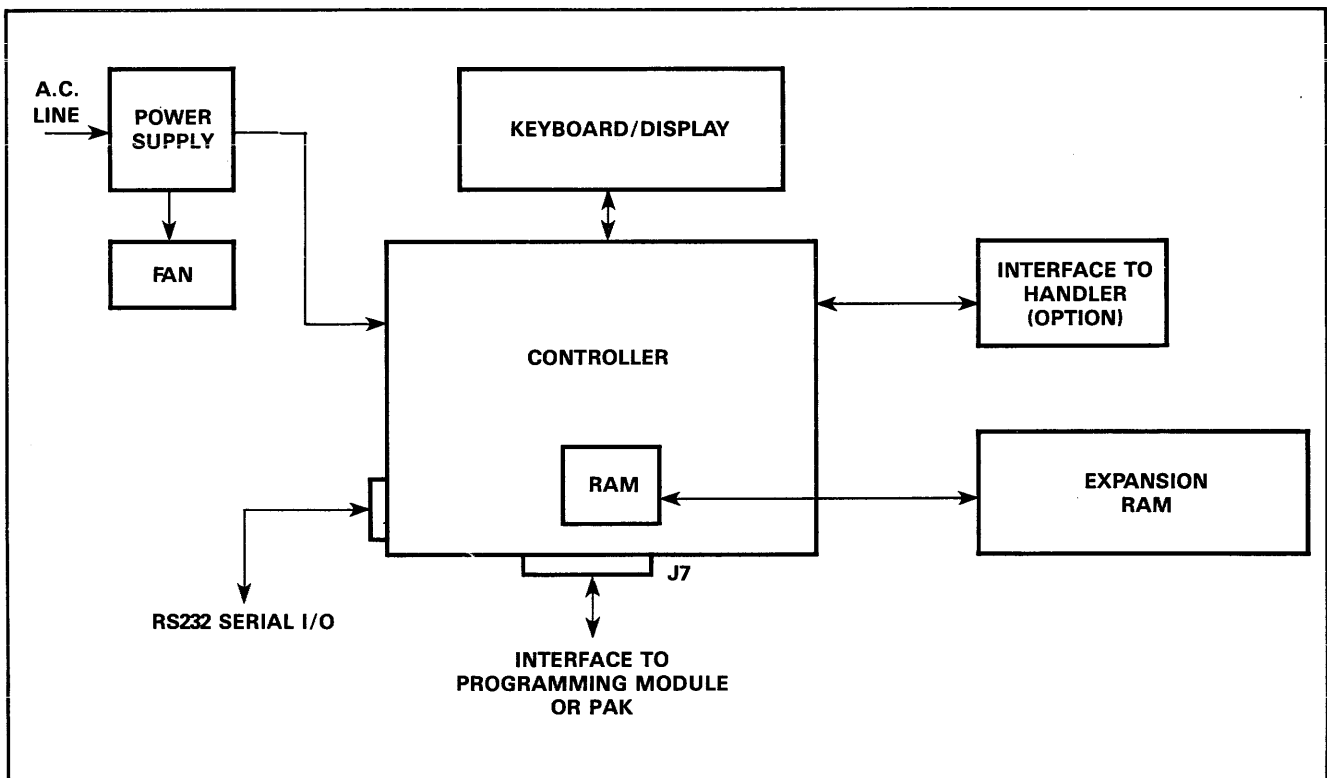 A.C.
LINE
POWER
SUPPLY
KEYBOARD/DISPLAY
FAN
INTERFACE TO
HANDLER
(OPTION)
CONTROLLER
RAM
EXPANSION
RAM
J7
RS232 SERIAL I/O
INTERFACE TO
PROGRAMMING MODULE
OR PAK